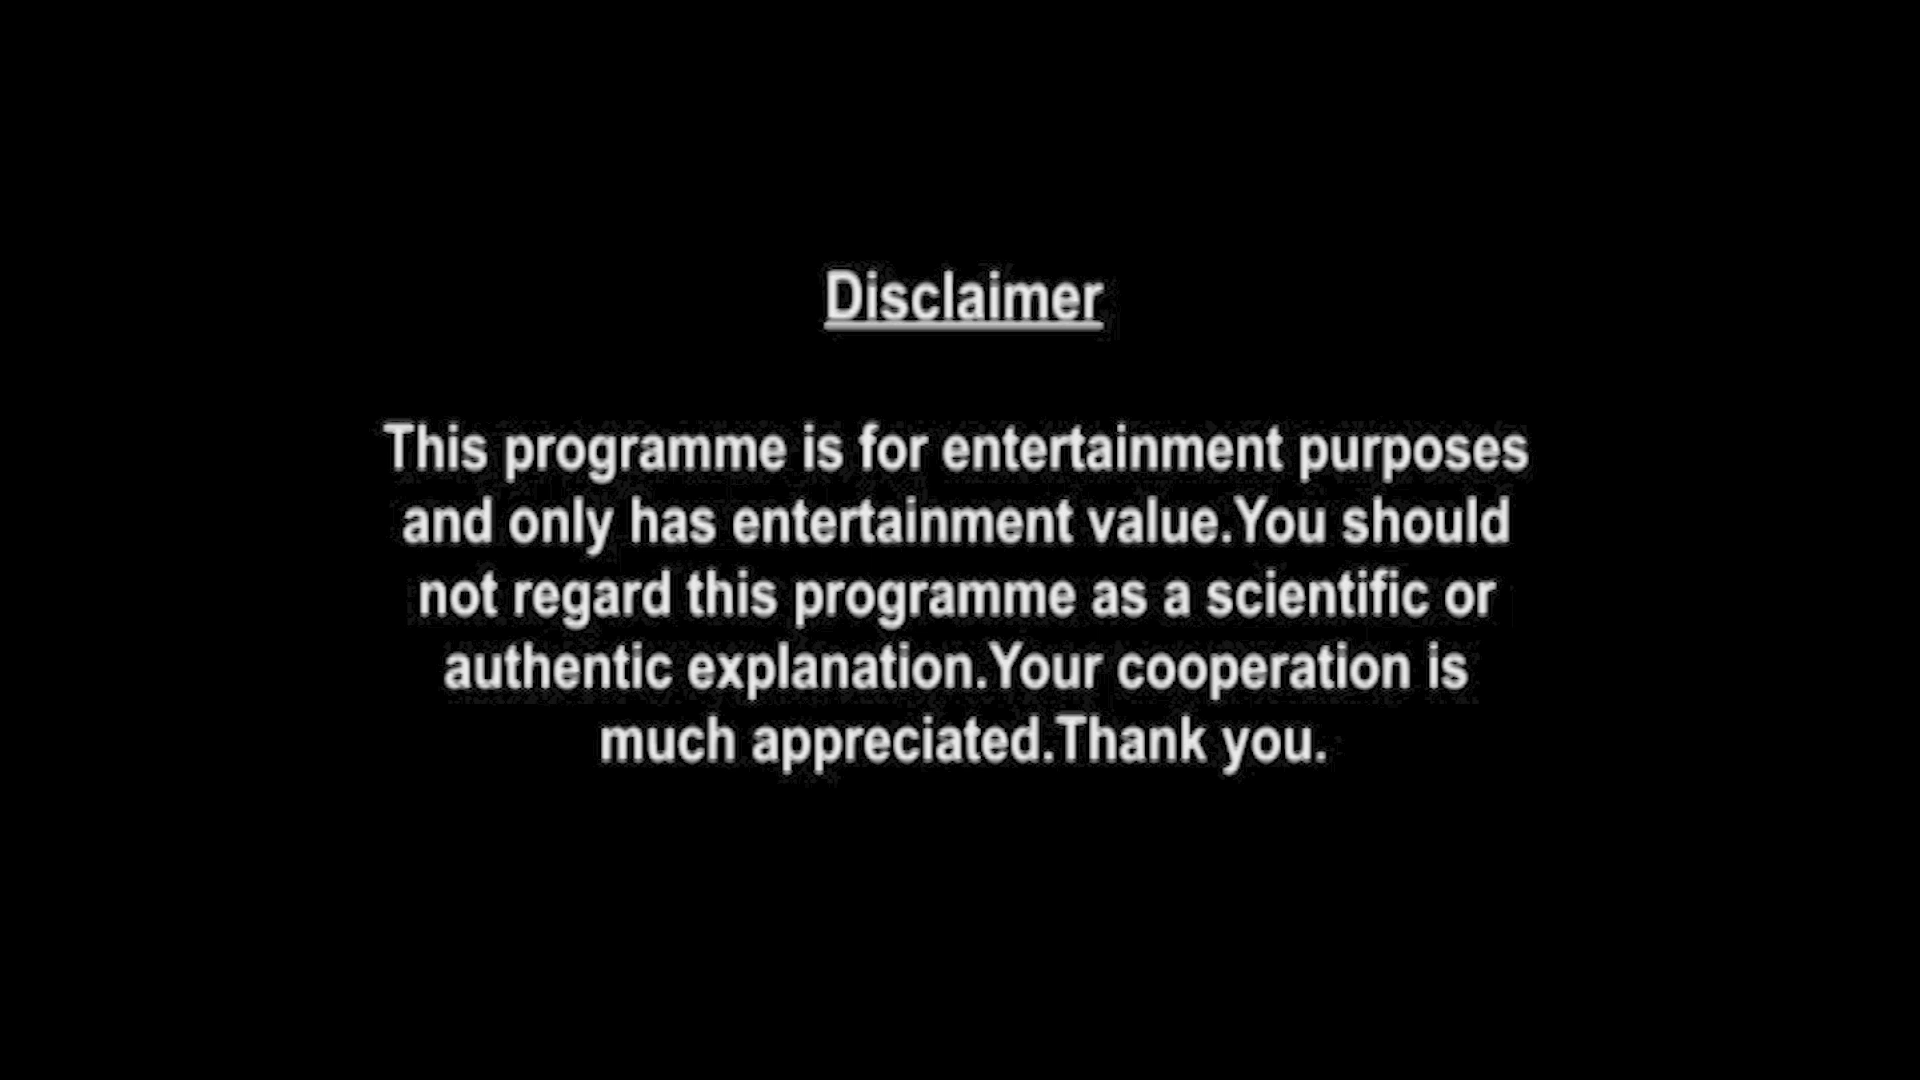 Disclaimer
This programme is for entertainment purposes
and only has entertainment value.You should
not regard this programme as a scientific or
authentic explanation.Your cooperation is
much appreciated.Thank you.